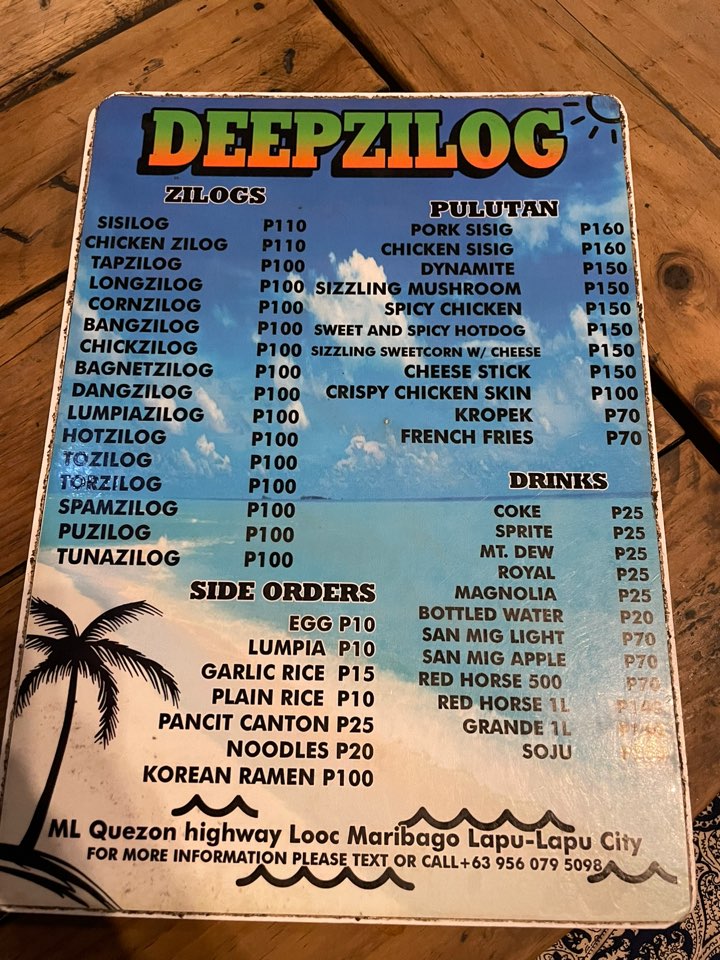 DEEPZILOG
ZILOGS
SISILOG P110
CHICKEN ZILOG P110
TAPZILOG P100
LONGZILOG P100
CORNZILOG P100
BANGZILOG P100
CHICKZILOG P100
BAGNETZILOG P100
DANGZILOG P100
LUMPIAZILOG P100
HOTZILOG P100
TOZILOG P100
TORZILOG P100
SPAMZILOG P100
PUZILOG P100
TUNAZILOG P100
SIDE ORDERS
EGG P10
LUMPIA P10
GARLIC RICE P15
PLAIN RICE P10
PANCIT CANTON P25
NOODLES P20
KOREAN RAMEN P100
PULUTAN
PORK SISIG P160
CHICKEN SISIG P160
DYNAMITE P150
SIZZLING MUSHROOM P150
SPICY CHICKEN P150
SWEET AND SPICY HOTDOG P150
SIZZLING SWEETCORN W/ CHEESE P150
CHEESE STICK P150
CRISPY CHICKEN SKIN P100
KROPEK P70
FRENCH FRIES P70
DRINKS
COKE P25
SPRITE P25
MT. DEW P25
ROYAL P25
MAGNOLIA P25
BOTTLED WATER P20
SAN MIG LIGHT P70
SAN MIG APPLE P70
RED HORSE 500 P70
RED HORSE 1L
GRANDE 1L
SOJU
ML Quezon highway Looc Maribago Lapu-Lapu City
FOR MORE INFORMATION PLEASE TEXT OR CALL+63 956 079 5098